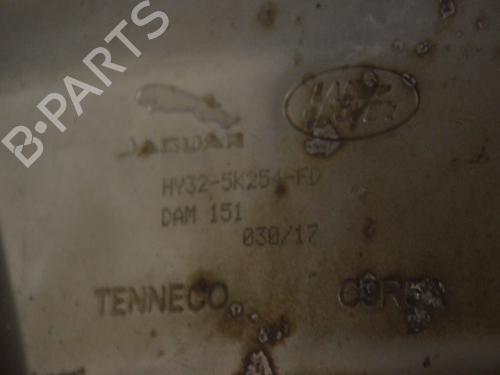 B-PARTS
JAGUAR
HY32-5K254-FD
DAM 151
030/17
TENNECO